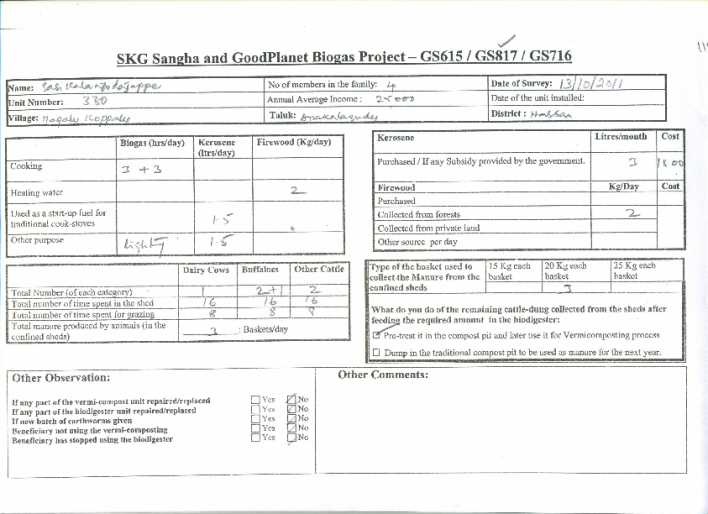 SKG Sangha and GoodPlanet Biogas Project – GS615 / GS817 / GS716
Name:
No of members in the family: 4
Date of Survey: 13/10/2011
Unit Number: 330
Annual Average Income : 25000
Date of the unit installed:
Village:
Taluk:
District : Hassan
Biogas (hrs/day) Kerosene (ltrs/day) Firewood (Kg/day)
Cooking 3 + 3
Heating water 2
Used as a start-up fuel for traditional cook-stoves 1.5
Other purpose light 1.5
Kerosene Litres/month Cost
Purchased / If any Subsidy provided by the government. 3
Firewood Kg/Day Cost
Purchased
Collected from forests 2
Collected from private land
Other source per day
Dairy Cows Buffaloes Other Cattle
Total Number (of each category) 1 2+1 2
Total number of time spent in the shed 16 16 16
Total number of time spent for grazing 8 8 8
Total manure produced by animals (in the confined sheds) 3 : Baskets/day
Type of the basket used to collect the Manure from the confined sheds
15 Kg each basket
20 Kg each basket
25 Kg each basket
3
What do you do of the remaining cattle-dung collected from the sheds after feeding the required amount in the biodigester:
Pre-treat it in the compost pit and later use it for Vermicomposting process
Dump in the traditional compost pit to be used as manure for the next year.
Other Observation:
If any part of the vermi-compost unit repaired/replaced Yes No
If any part of the biodigester unit repaired/replaced Yes No
If new batch of earthworms given Yes No
Beneficiary not using the vermi-composting Yes No
Beneficiary has stopped using the biodigester Yes No
Other Comments: